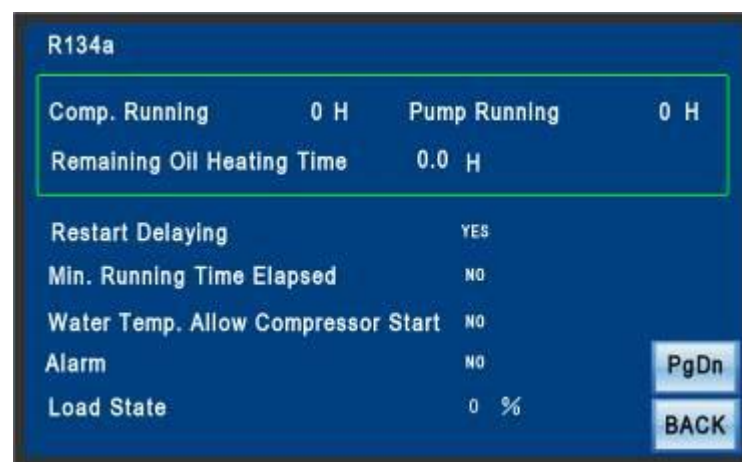 R134a
Comp. Running 0 H Pump Running 0 H
Remaining Oil Heating Time 0.0 H
Restart Delaying YES
Min. Running Time Elapsed NO
Water Temp. Allow Compressor Start NO
Alarm NO
PgDn
Load State 0 %
BACK